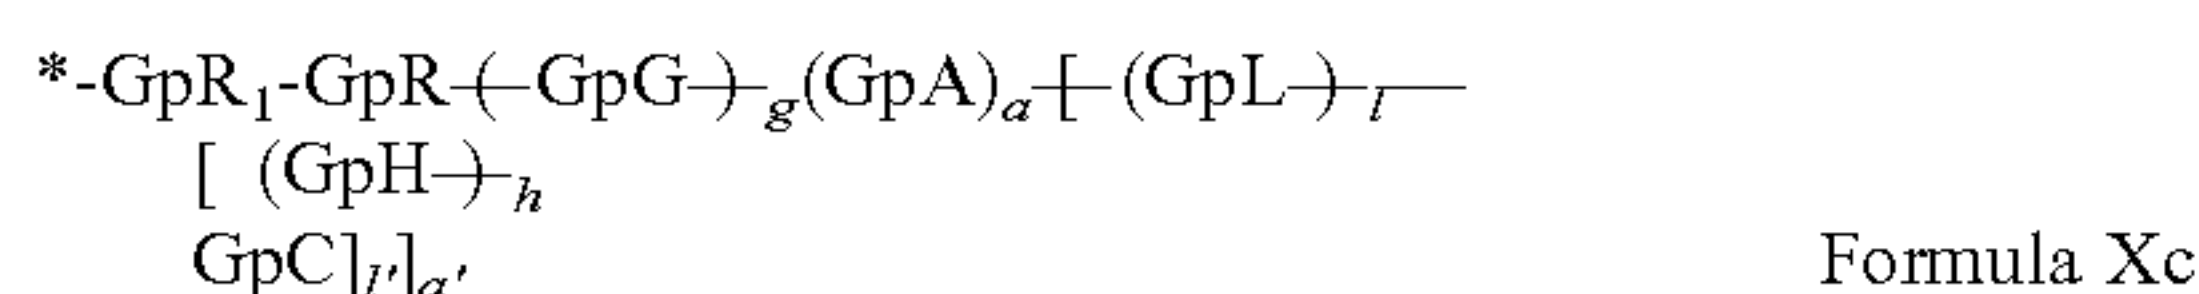 *-GpR1-GpR-(-GpG-)-g(GpA)a-[-(GpL-)-l—
[ (GpH-)-h
GpC]l']a' Formula Xc